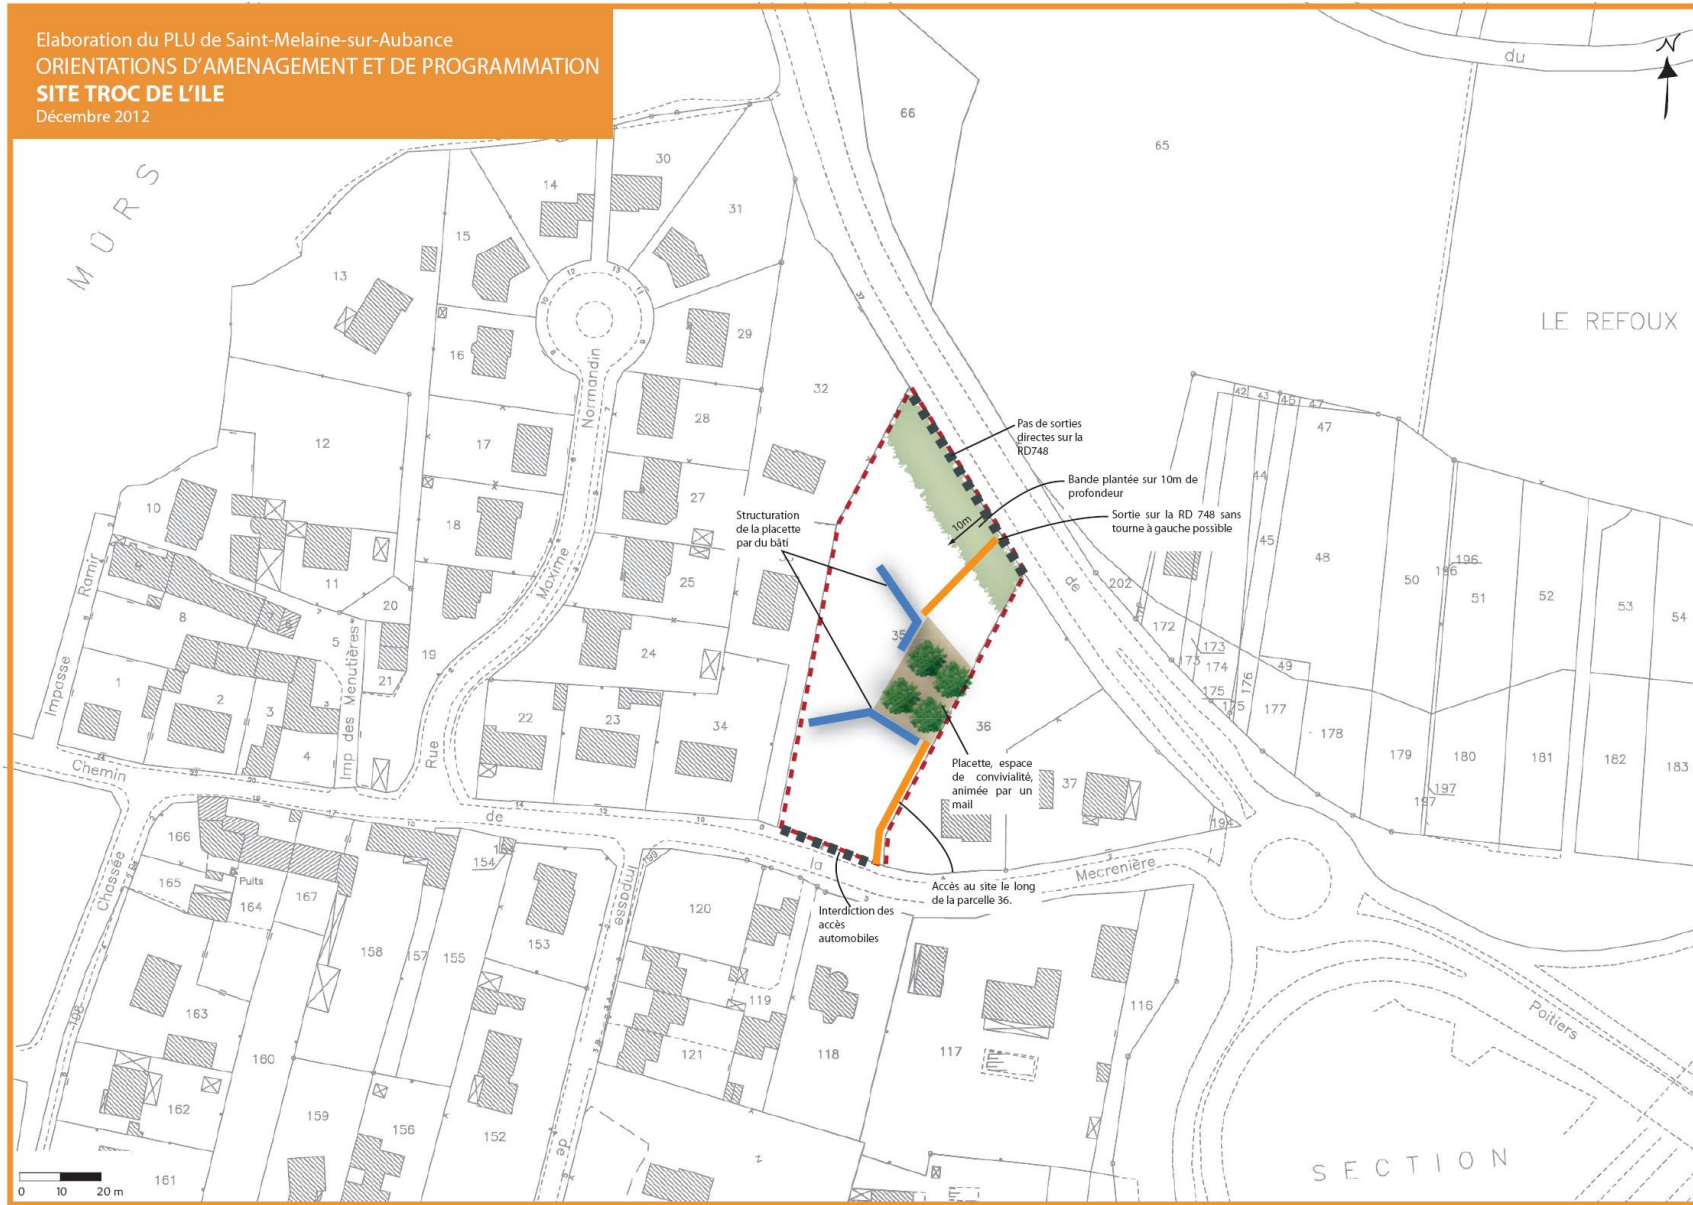 Elaboration du PLU de Saint-Melaine-sur-Aubance
ORIENTATIONS D'AMENAGEMENT ET DE PROGRAMMATION
SITE TROC DE L'ILE
Décembre 2012
N
du
MÛRS
LE REFOUX
66
65
30
14
31
15
13
12
13
10
29
16
32
37
28
17
12
27
18
10
11
25
20
8
5
19
24
21
1
2
3
4
22
23
34
35
36
37
42
43
46
47
47
44
45
48
50
196
196
51
52
53
54
202
172
173
173
174
175
175
176
49
177
178
179
180
181
182
183
197
197
Pas de sorties
directes sur la
RD748
Bande plantée sur 10m de
profondeur
10m
Sortie sur la RD 748 sans
tourne à gauche possible
Structuration
de la placette
par du bâti
Placette, espace
de convivialité,
animée par un
mail
Accès au site le long
de la parcelle 36.
Interdiction des
accès
automobiles
Impasse Ramir
Imp des Menutières
Rue Maxime Normandin
Chemin de la Mecrenière
Chassée
Impasse
de
de
Poitiers
Puits
166
165
164
167
154
158
157
155
153
120
163
160
119
121
118
117
116
162
159
156
152
161
SECTION
0 10 20 m